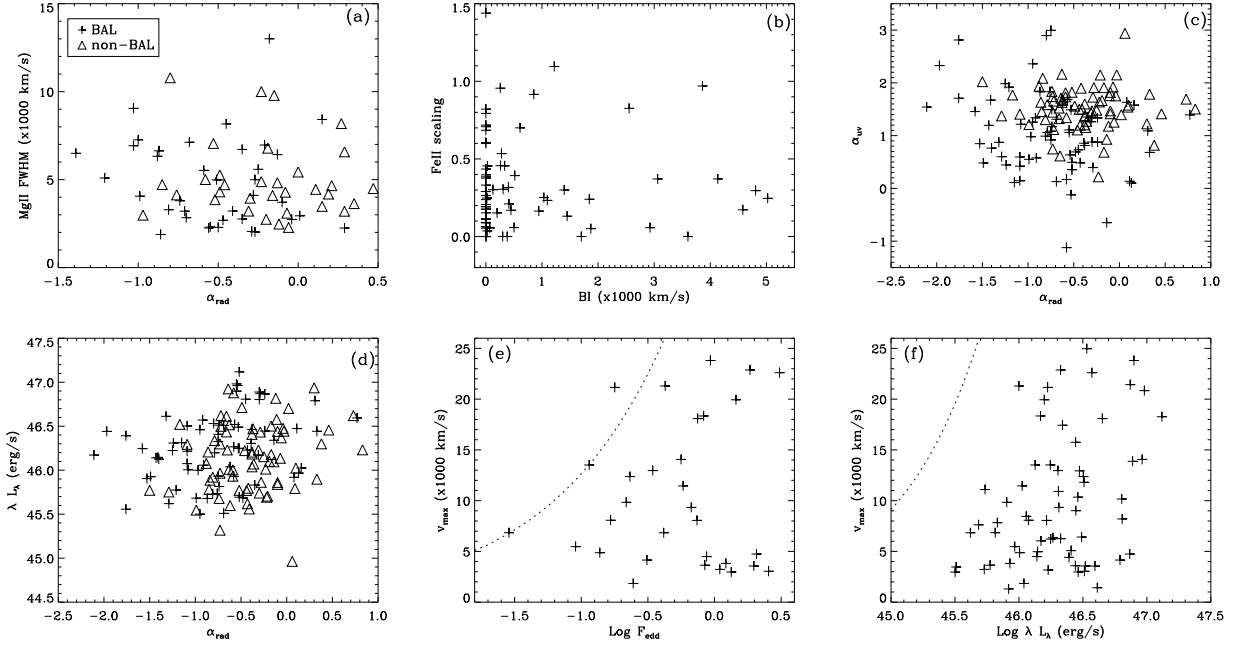 (a)
BAL
non-BAL
MgII FWHM (x1000 km/s)
15
10
5
0
-1.5 -1.0 -0.5 0.0 0.5
α_rad
(b)
FeII scaling
1.5
1.0
0.5
0.0
0 1 2 3 4 5
BI (x1000 km/s)
(c)
α_uv
3
2
1
0
-1
-2.5 -2.0 -1.5 -1.0 -0.5 0.0 0.5 1.0
α_rad
(d)
λ L_λ (erg/s)
47.5
47.0
46.5
46.0
45.5
45.0
44.5
-2.5 -2.0 -1.5 -1.0 -0.5 0.0 0.5 1.0
α_rad
(e)
v_max (x1000 km/s)
25
20
15
10
5
0
-1.5 -1.0 -0.5 0.0 0.5
Log F_edd
(f)
v_max (x1000 km/s)
25
20
15
10
5
0
45.0 45.5 46.0 46.5 47.0 47.5
Log λ L_λ (erg/s)